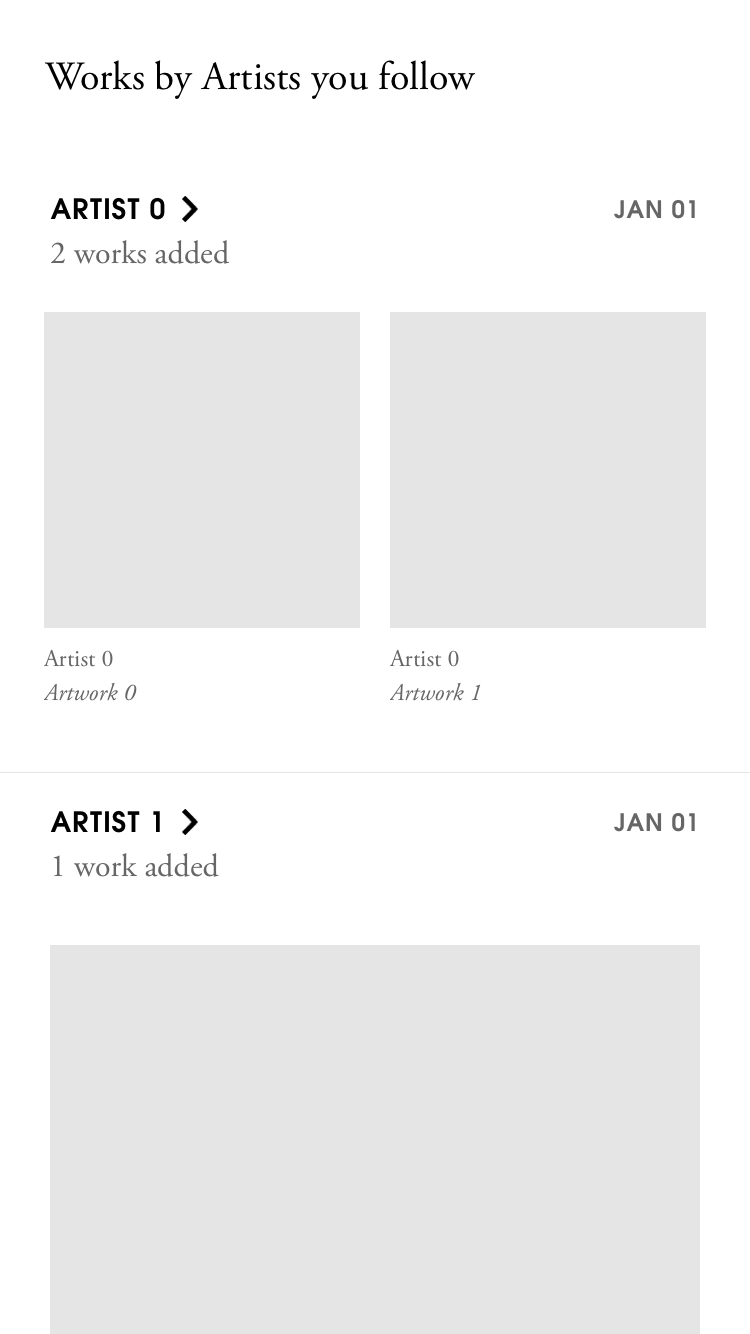 Works by Artists you follow
ARTIST 0
JAN 01
2 works added
Artist 0
Artwork 0
Artist 0
Artwork 1
ARTIST 1
JAN 01
1 work added